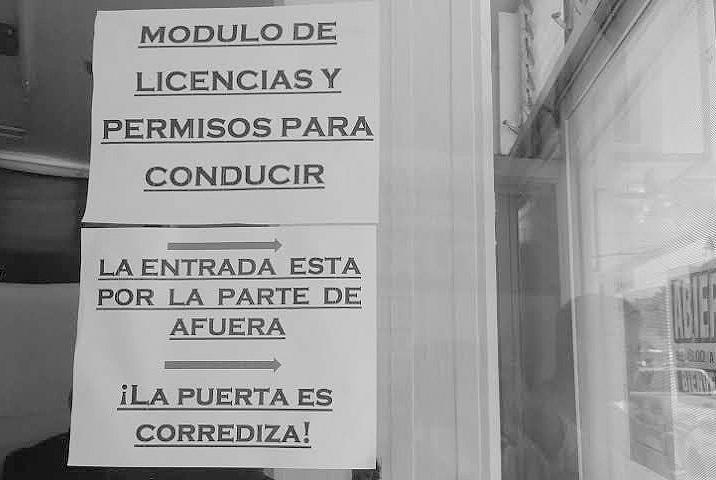 MODULO DE
LICENCIAS Y
PERMISOS PARA
CONDUCIR
LA ENTRADA ESTA
POR LA PARTE DE
AFUERA
¡LA PUERTA ES
CORREDIZA!